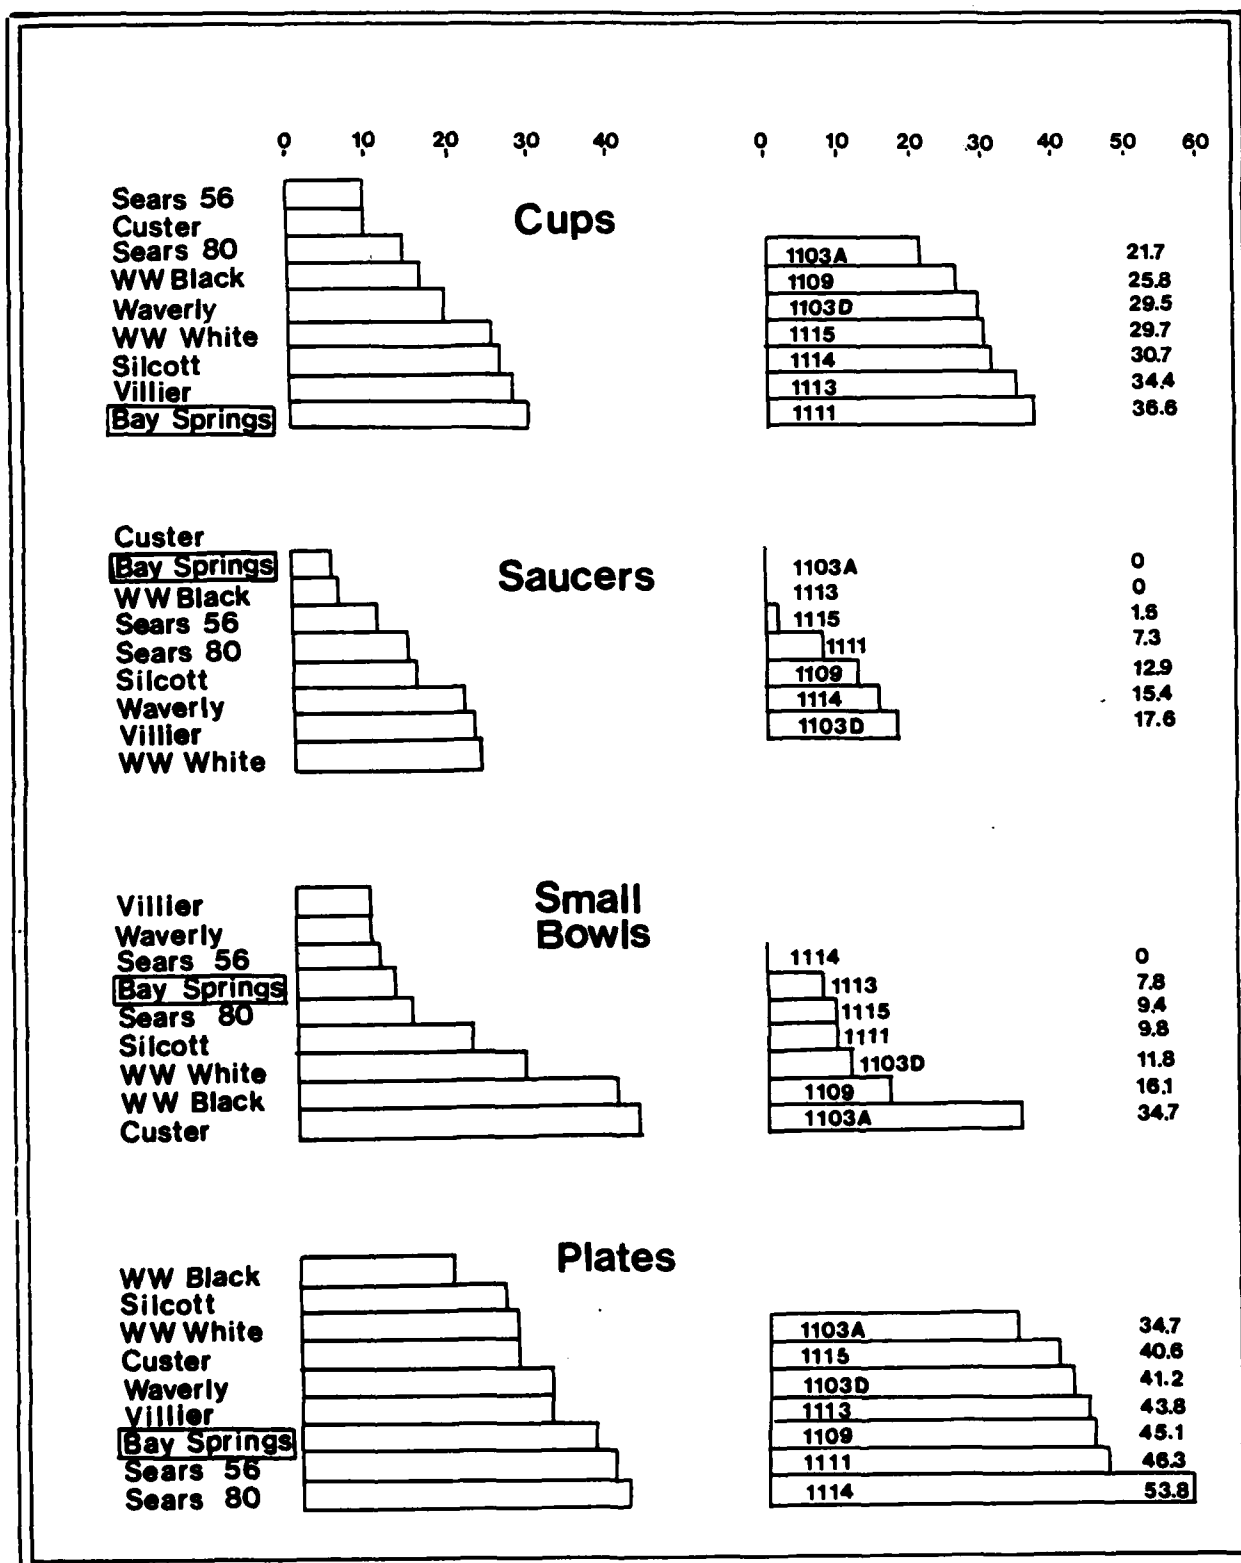 0 10 20 30 40 0 10 20 30 40 50 60
Cups
Sears 56
Custer
Sears 80
WW Black
Waverly
WW White
Silcott
Villier
Bay Springs
1103A 21.7
1109 25.8
1103D 29.5
1115 29.7
1114 30.7
1113 34.4
1111 36.6
Saucers
Custer
Bay Springs
WW Black
Sears 56
Sears 80
Silcott
Waverly
Villier
WW White
1103A 0
1113 0
1115 1.6
1111 7.3
1109 12.9
1114 15.4
1103D 17.6
Small
Bowls
Villier
Waverly
Sears 56
Bay Springs
Sears 80
Silcott
WW White
WW Black
Custer
1114 0
1113 7.8
1115 9.4
1111 9.8
1103D 11.8
1109 16.1
1103A 34.7
Plates
WW Black
Silcott
WW White
Custer
Waverly
Villier
Bay Springs
Sears 56
Sears 80
1103A 34.7
1115 40.6
1103D 41.2
1113 43.8
1109 45.1
1111 46.3
1114 53.8